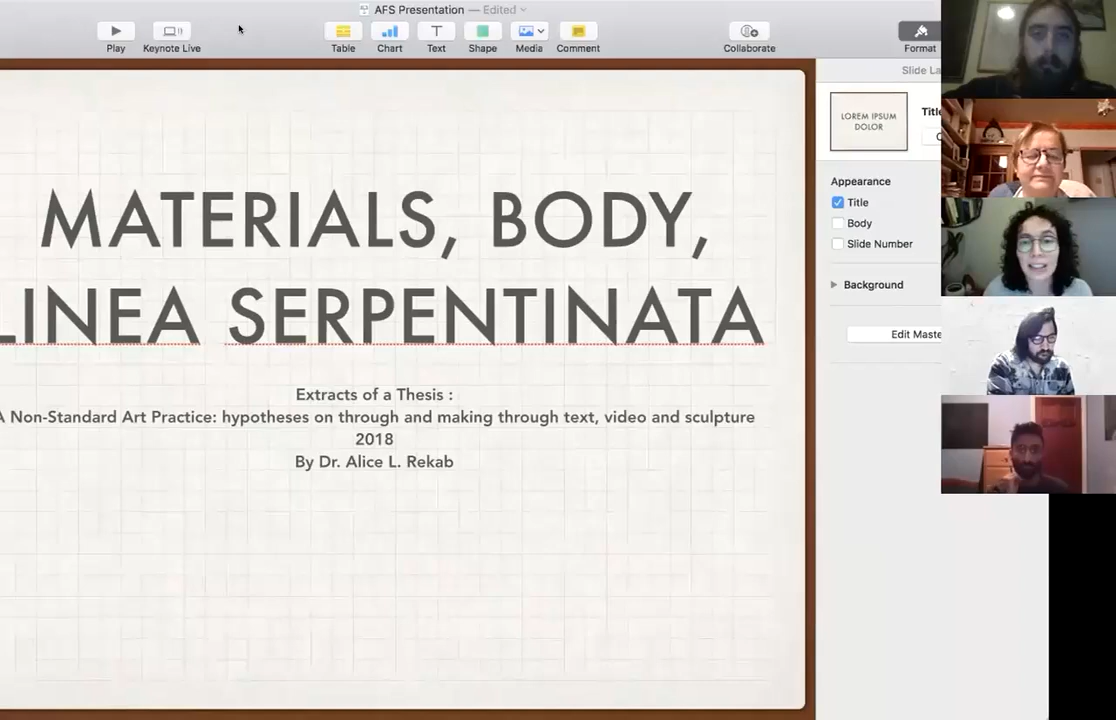 AFS Presentation — Edited
Play
Keynote Live
Table
Chart
Text
Shape
Media
Comment
Collaborate
Format
MATERIALS, BODY,
LINEA SERPENTINATA
Extracts of a Thesis :
A Non-Standard Art Practice: hypotheses on through and making through text, video and sculpture
2018
By Dr. Alice L. Rekab
Slide La
LOREM IPSUM
DOLOR
Title
Appearance
Title
Body
Slide Number
Background
Edit Maste